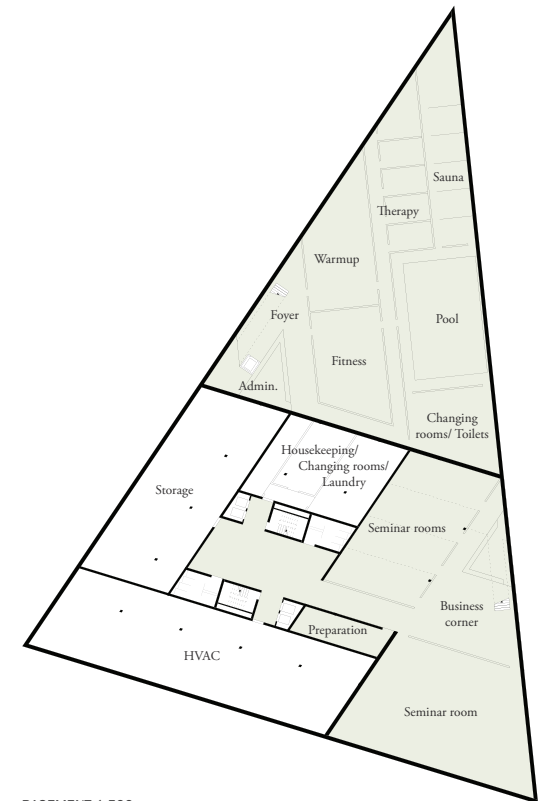 Sauna
Therapy
Warmup
Foyer
Pool
Fitness
Admin.
Changing
rooms/ Toilets
Housekeeping/
Changing rooms/
Laundry
Storage
Seminar rooms
Business
corner
Preparation
HVAC
Seminar room